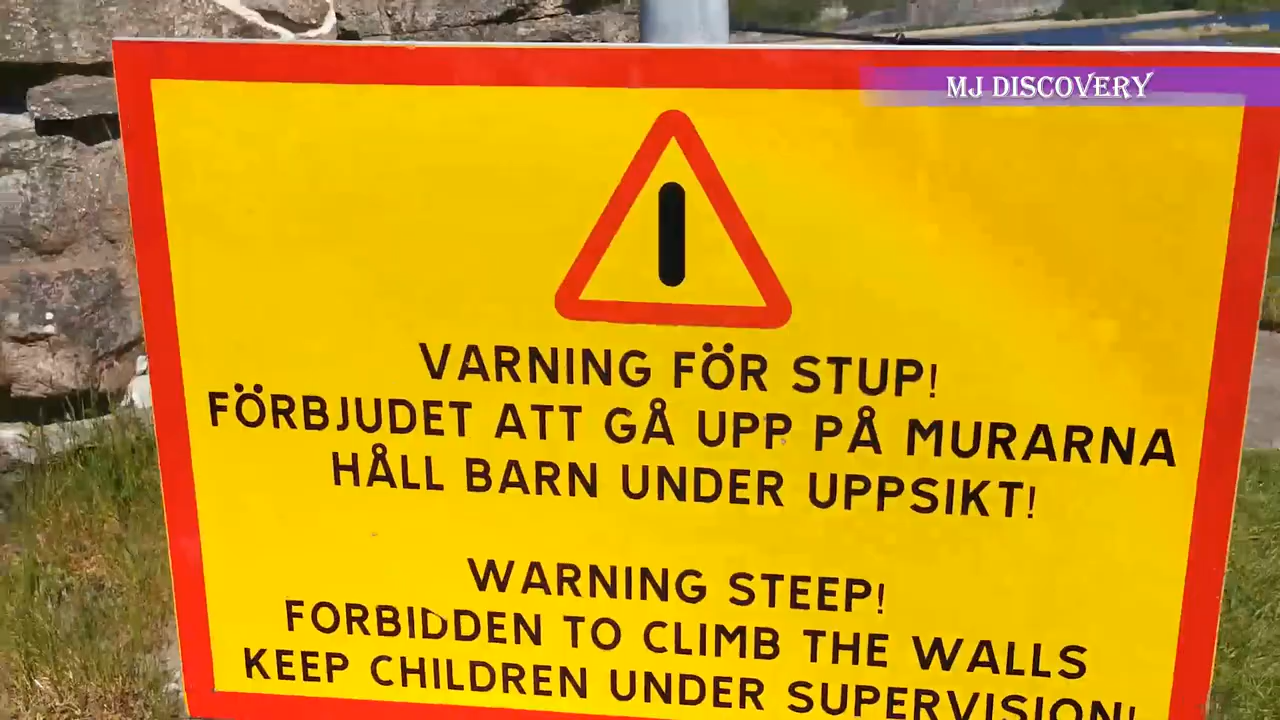 MJ DISCOVERY
VARNING FÖR STUP!
FÖRBJUDET ATT GÅ UPP PÅ MURARNA
HÅLL BARN UNDER UPPSIKT!
WARNING STEEP!
FORBIDDEN TO CLIMB THE WALLS
KEEP CHILDREN UNDER SUPERVISION!